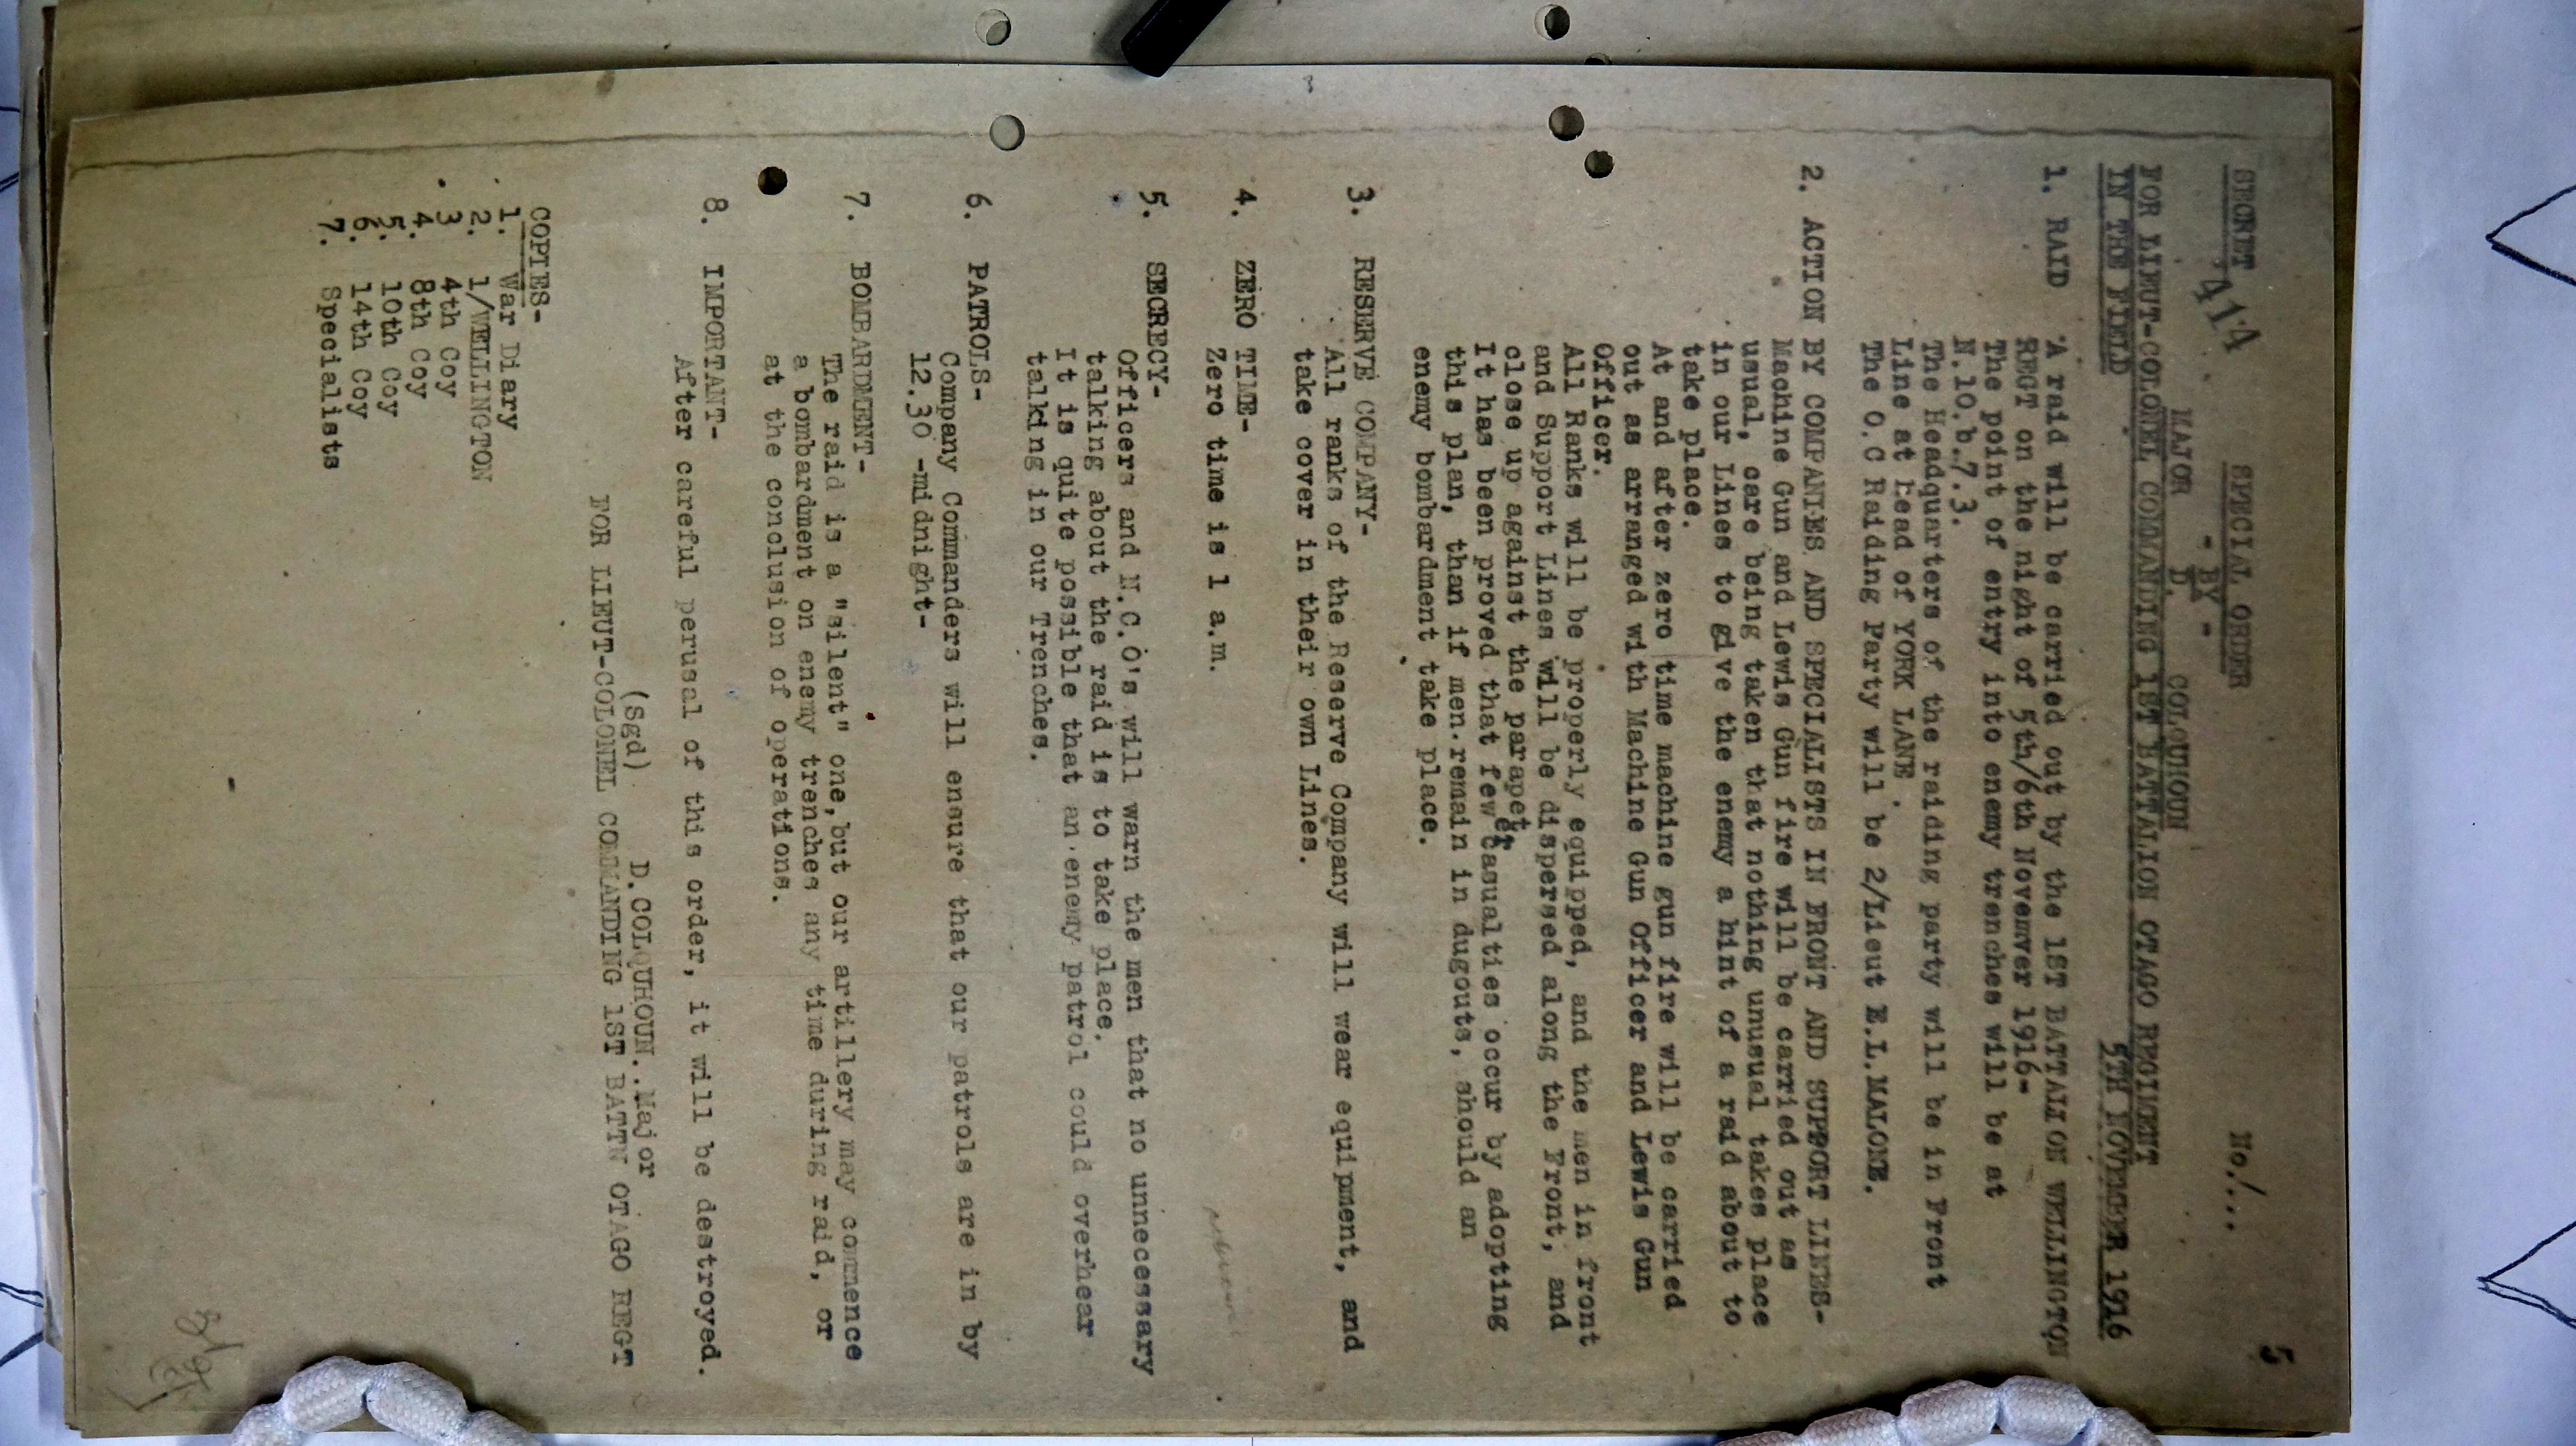 5
SECRET SPECIAL ORDER No./...
414
- BY -
MAJOR D. COLQUHOUN
FOR LIEUT-COLONEL COMMANDING 1ST BATTALION OTAGO REGIMENT
IN THE FIELD 5TH NOVEMBER 1916
1. RAID A raid will be carried out by the 1ST BATTALION WELLINGTON
REGT on the night of 5th/6th Novemver 1916-
The point of entry into enemy trenches will be at
N.10.b.7.3.
The Headquarters of the raiding party will be in Front
Line at head of YORK LANE
The O.C Raiding Party will be 2/Lieut E.L.MALONE.
2. ACTION BY COMPANIES AND SPECIALISTS IN FRONT AND SUPPORT LINES-
Machine Gun and Lewis Gun fire will be carried out as
usual, care being taken that nothing unusual takes place
in our Lines to give the enemy a hint of a raid about to
take place.
At and after zero time machine gun fire will be carried
out as arranged with Machine Gun Officer and Lewis Gun
Officer.
All Ranks will be properly equipped, and the men in front
and Support Lines will be dispersed along the Front, and
close up against the parapet.
It has been proved that few casualties occur by adopting
this plan, than if men remain in dugouts, should an
enemy bombardment take place.
3. RESERVE COMPANY-
All ranks of the Reserve Company will wear equipment, and
take cover in their own Lines.
4. ZERO TIME-
Zero time is 1 a.m.
5. SECRECY-
Officers and N.C.O's will warn the men that no unnecessary
talking about the raid is to take place.
It is quite possible that an enemy patrol could overhear
talking in our Trenches.
6. PATROLS-
Company Commanders will ensure that our patrols are in by
12.30 -midnight-
7. BOMBARDMENT-
The raid is a "silent" one, but our artillery may commence
a bombardment on enemy trenches any time during raid, or
at the conclusion of operations.
8. IMPORTANT-
After careful perusal of this order, it will be destroyed.
(Sgd) D.COLQUHOUN..Major
FOR LIEUT-COLONEL COMMANDING 1ST BATTN OTAGO REGT
COPIES-
1. War Diary
2. 1/WELLINGTON
3 4th Coy
4. 8th Coy
5. 10th Coy
6. 14th Coy
7. Specialists